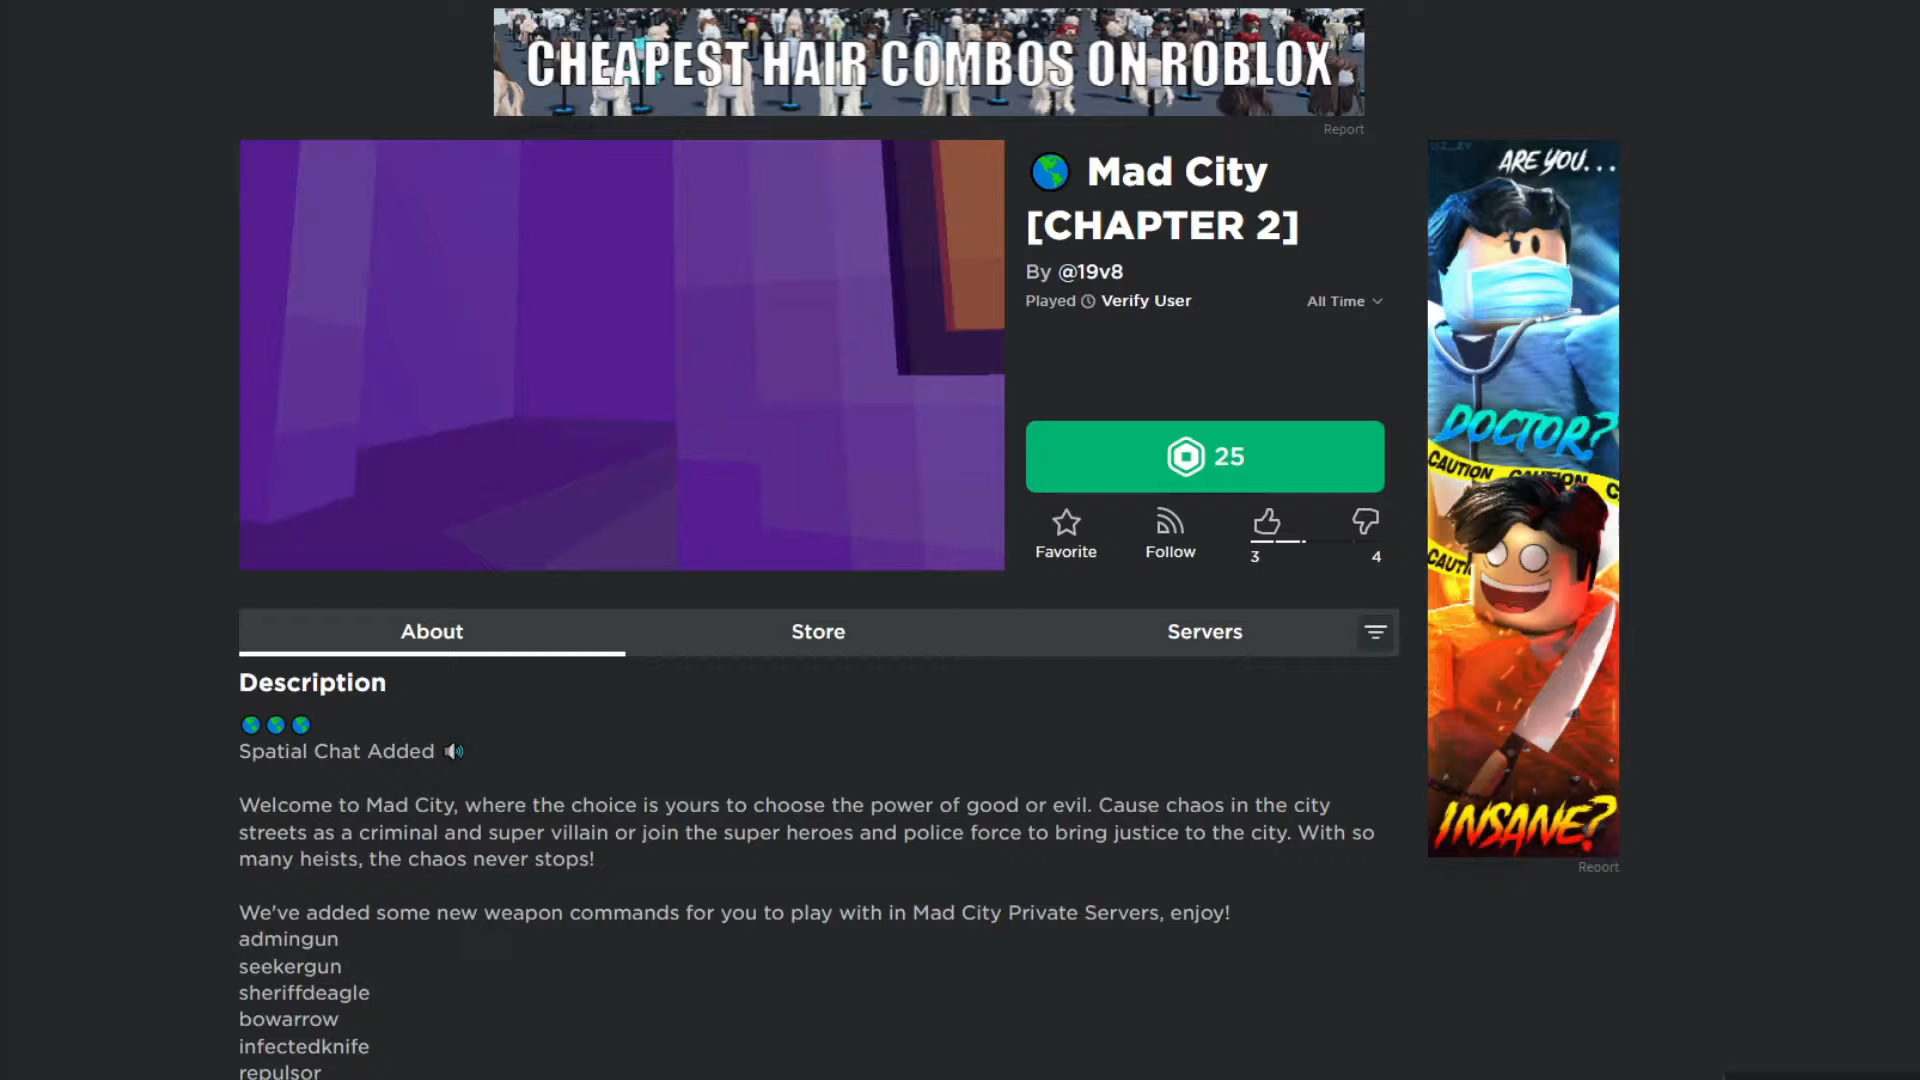 CHEAPEST HAIR COMBOS ON ROBLOX
Report
Mad City
[CHAPTER 2]
By @19v8
Played Verify User
All Time
25
Favorite
Follow
3
4
ARE YOU...
DOCTOR?
CAUTION CAUTION C
CAUTI
INSANE?
Report
About
Store
Servers
Description
Spatial Chat Added
Welcome to Mad City, where the choice is yours to choose the power of good or evil. Cause chaos in the city
streets as a criminal and super villain or join the super heroes and police force to bring justice to the city. With so
many heists, the chaos never stops!
We've added some new weapon commands for you to play with in Mad City Private Servers, enjoy!
admingun
seekergun
sheriffdeagle
bowarrow
infectedknife
repulsor